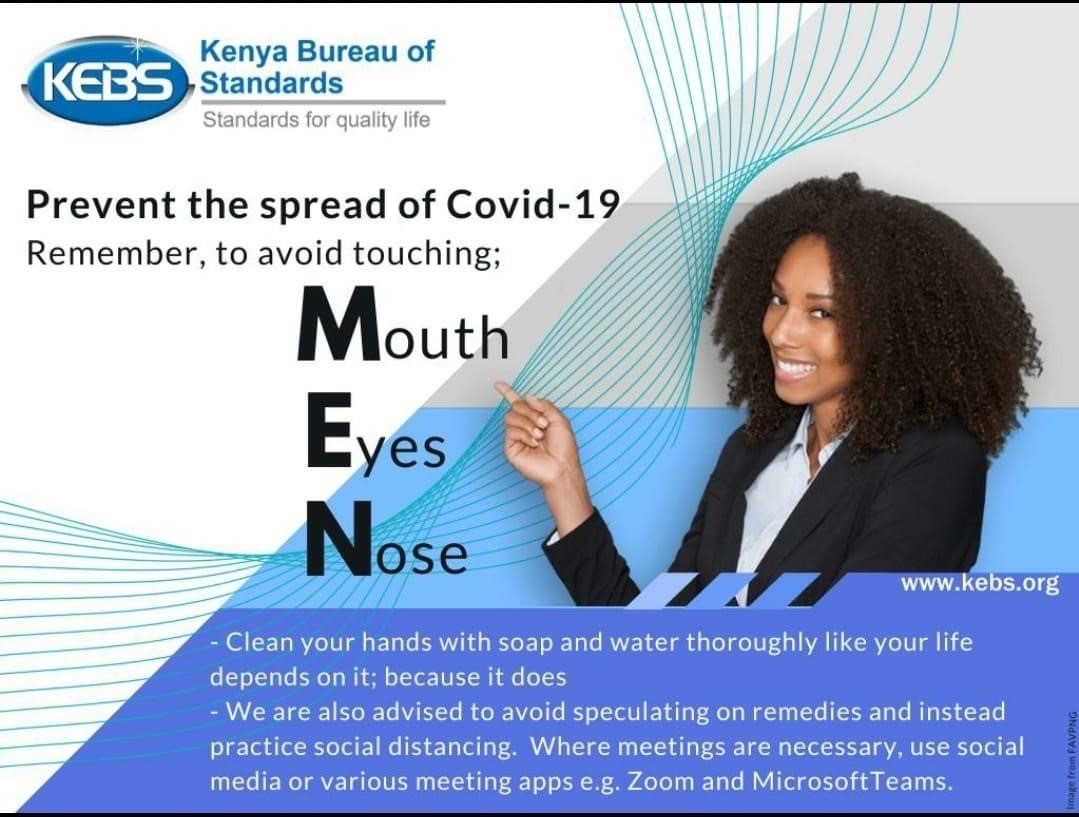 KEBS
Kenya Bureau of
Standards
Standards for quality life
Prevent the spread of Covid-19
Remember, to avoid touching;
Mouth
Eyes
Nose
www.kebs.org
- Clean your hands with soap and water thoroughly like your life
depends on it; because it does
- We are also advised to avoid speculating on remedies and instead
practice social distancing. Where meetings are necessary, use social
media or various meeting apps e.g. Zoom and MicrosoftTeams.
Image from FAVPNG